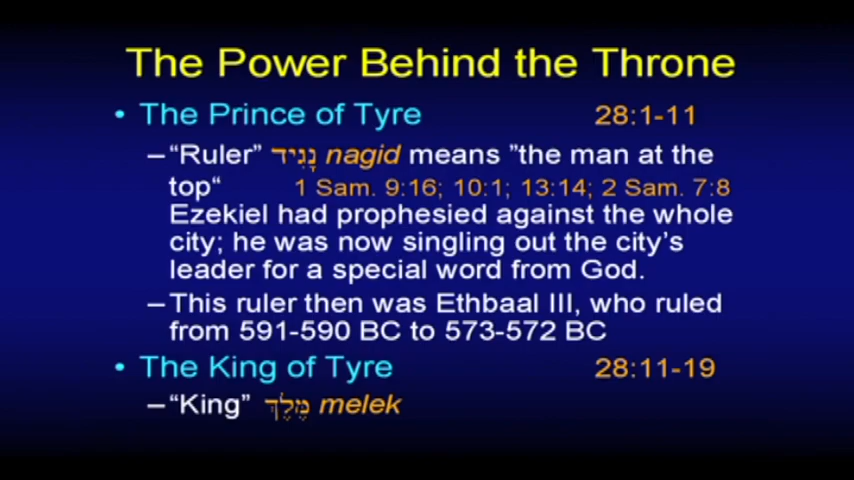 The Power Behind the Throne
• The Prince of Tyre 28:1-11
–“Ruler” נָגִיד nagid means ”the man at the
top“ 1 Sam. 9:16; 10:1; 13:14; 2 Sam. 7:8
Ezekiel had prophesied against the whole
city; he was now singling out the city’s
leader for a special word from God.
–This ruler then was Ethbaal III, who ruled
from 591-590 BC to 573-572 BC
• The King of Tyre 28:11-19
–“King” מֶלֶךְ melek